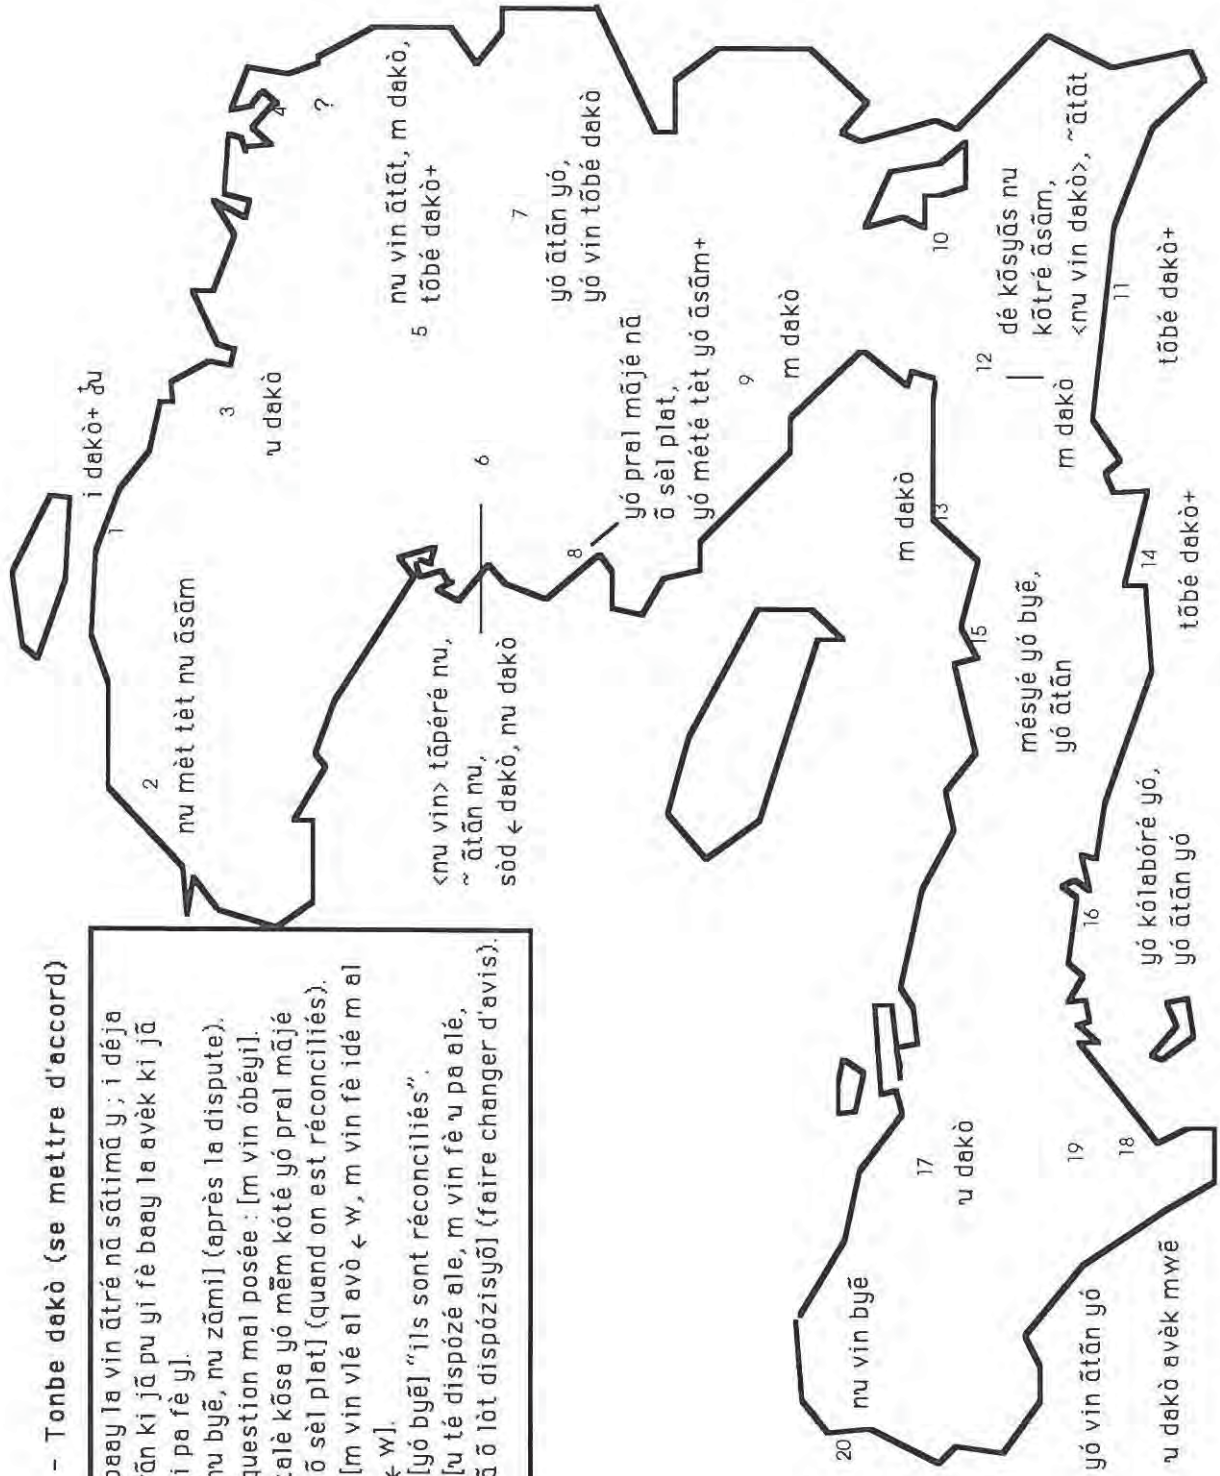 – Tonbe dakò (se mettre d'accord)
baay la vin ãtré nã sãtimã y ; i déja
ki jã pu yi fè baay la avèk ki jã
i pa fè y].
nu byẽ, nu zãmi] (après la dispute).
question mal posée : [m vin óbéyi].
kõsa yó mẽm kóté yó pral mãjé
õ sèl plat] (quand on est réconciliés).
[m vin vlé al avò ← w, m vin fè idé m al
← w].
[yó byẽ] "ils sont réconciliés".
[u té dispózé ale, m vin fè u pa alé,
õ lòt dispózisyõ] (faire changer d'avis).
1
i dakò+
2
nu mèt tèt nu ãsãm
3
u dakò
4
?
5
nu vin ãtãt, m dakò,
tõbé dakò+
6
<nu vin> tãpéré nu,
~ ãtãn nu,
sòd ← dakò, nu dakò
7
yó ãtãn yó,
yó vin tõbé dakò
8
yó pral mãjé nã
õ sèl plat,
yó mété tèt yó ãsãm+
9
m dakò
10
11
tõbé dakò+
12
dé kõsyãs nu
kõtré ãsãm,
<nu vin dakò>, ~ãtãt
m dakò
13
m dakò
14
tõbé dakò+
15
mésyé yó byẽ,
yó ãtãn
16
yó kólabóré yó,
yó ãtãn yó
17
u dakò
18
19
yó vin ãtãn yó
u dakò avèk mwẽ
20
nu vin byẽ